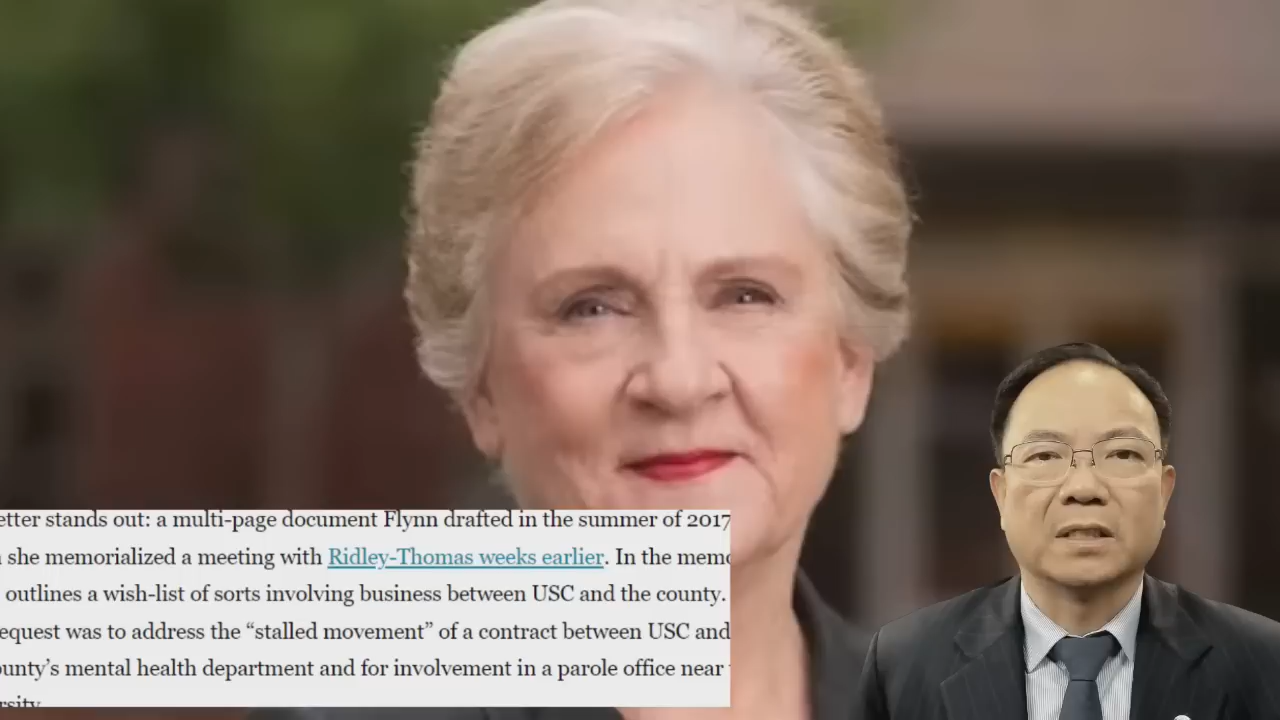 etter stands out: a multi-page document Flynn drafted in the summer of 2017
she memorialized a meeting with Ridley-Thomas weeks earlier. In the memo
outlines a wish-list of sorts involving business between USC and the county.
equest was to address the “stalled movement” of a contract between USC and
ounty’s mental health department and for involvement in a parole office near
rsity.